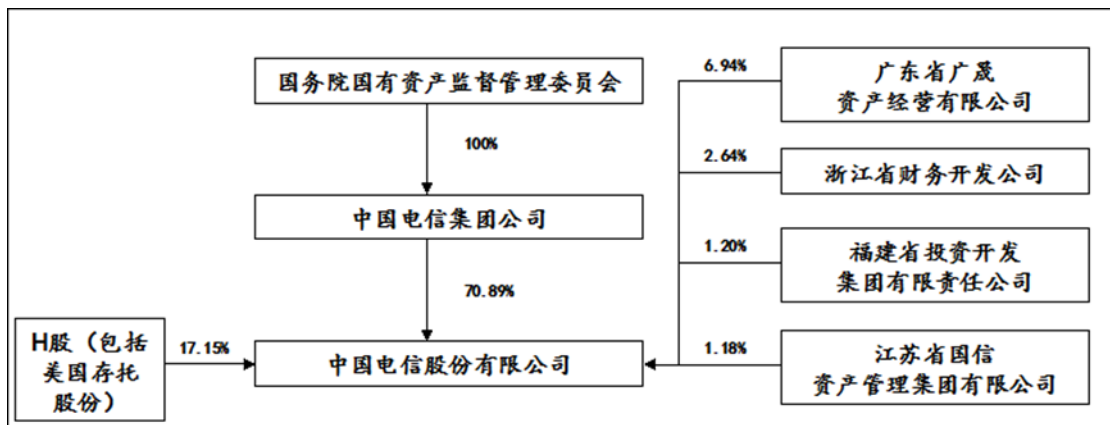 国务院国有资产监督管理委员会
100%
中国电信集团公司
70.89%
H股（包括
美国存托
股份）
17.15%
中国电信股份有限公司
6.94%
广东省广晟
资产经营有限公司
2.64%
浙江省财务开发公司
1.20%
福建省投资开发
集团有限责任公司
1.18%
江苏省国信
资产管理集团有限公司